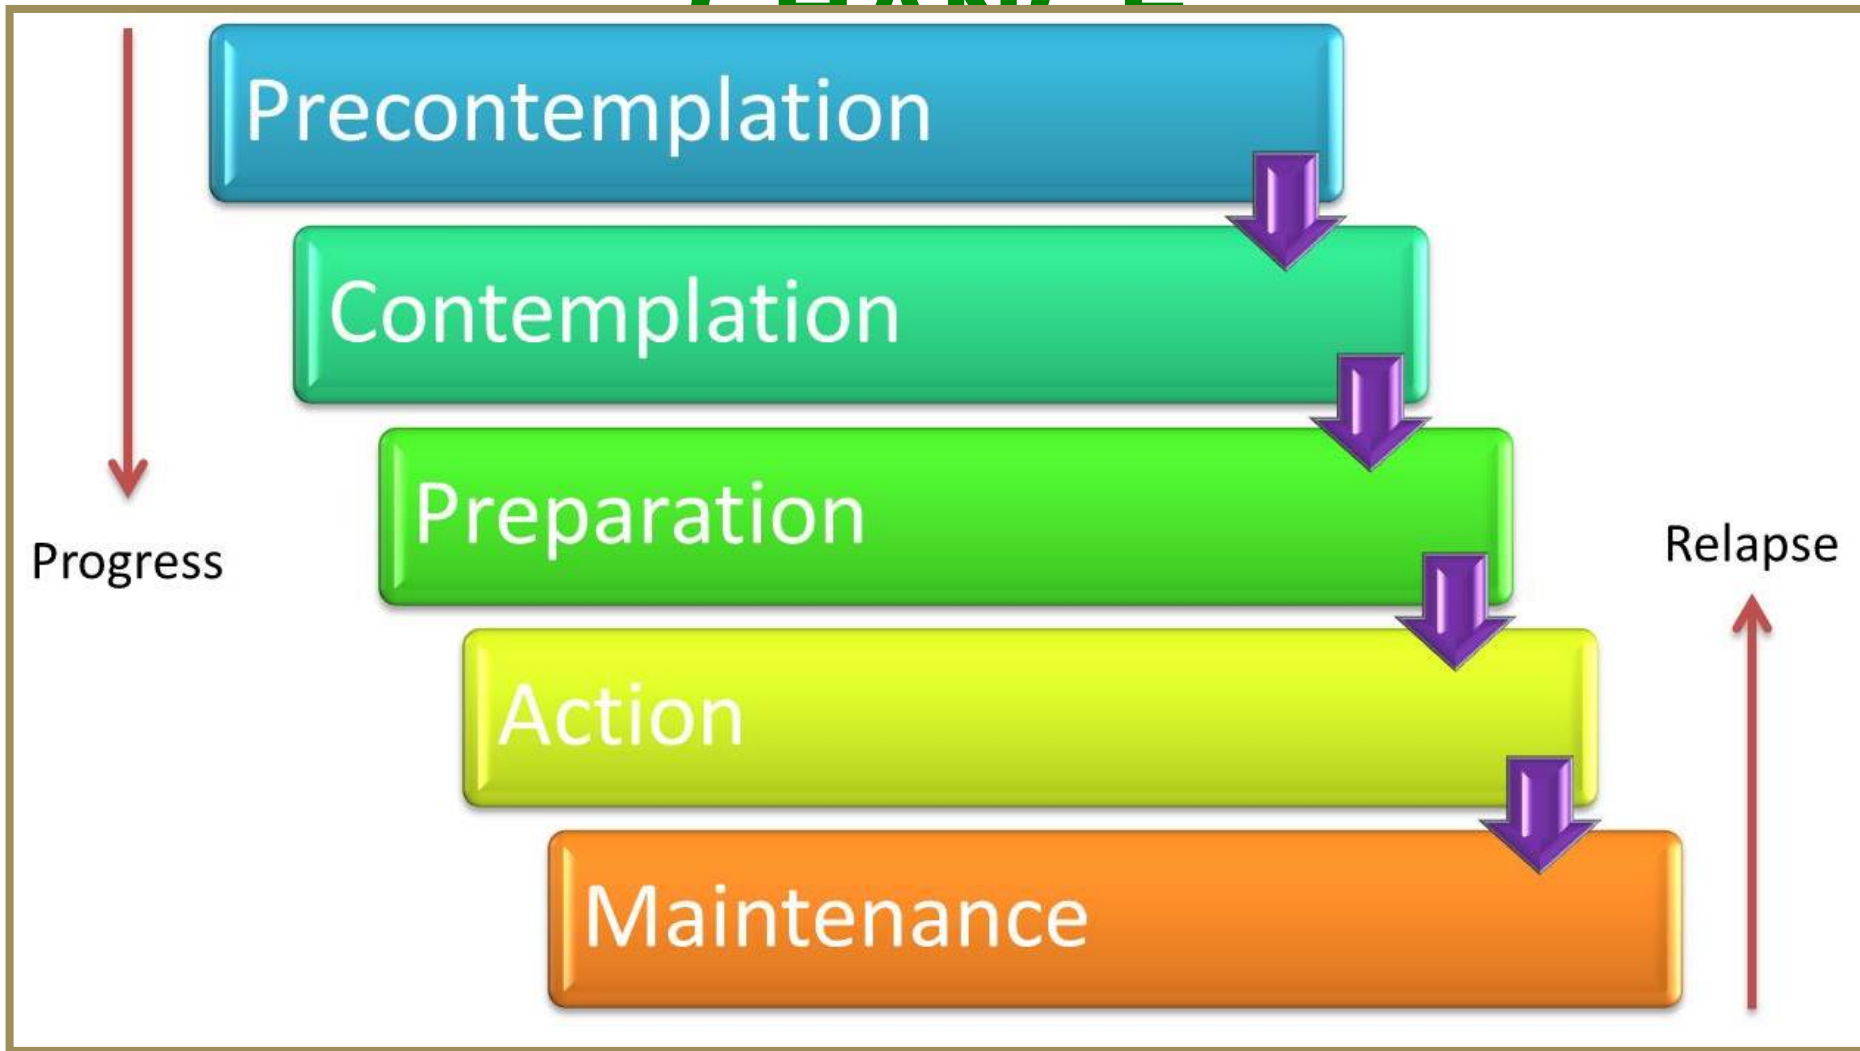 Precontemplation
Contemplation
Preparation
Progress
Relapse
Action
Maintenance